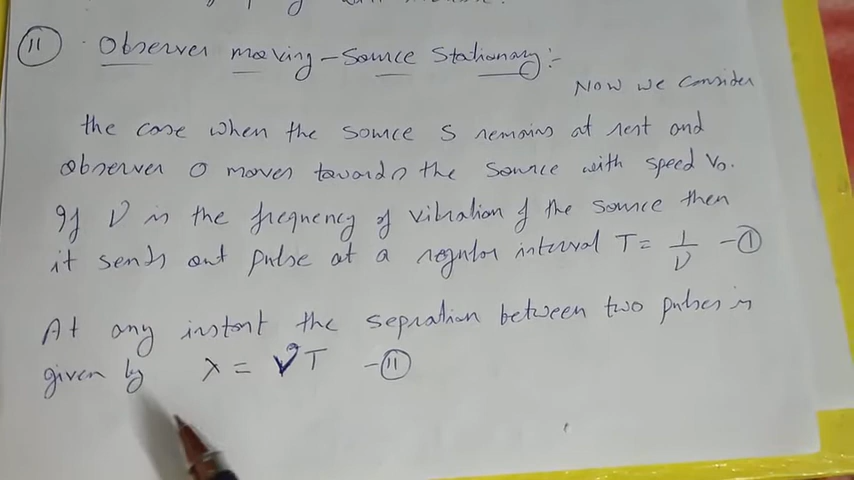 II Observer moving - Source Stationary:-
Now we consider
the case when the source S remains at rest and
observer O moves towards the source with speed V₀.
If ν is the frequency of vibration of the source then
it sends out pulse at a regular interval T = 1/ν - I
At any instant the sepration between two pulses is
given by λ = vT - II